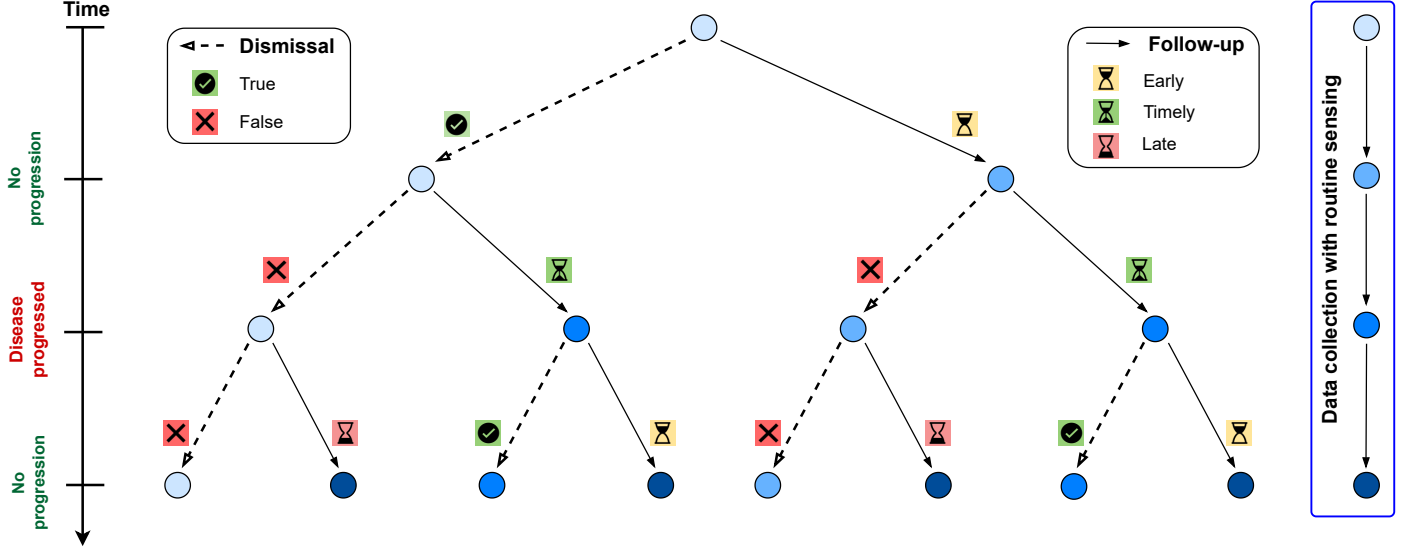 Time
Dismissal
True
False
Follow-up
Early
Timely
Late
No
progression
Disease
progressed
No
progression
Data collection with routine sensing